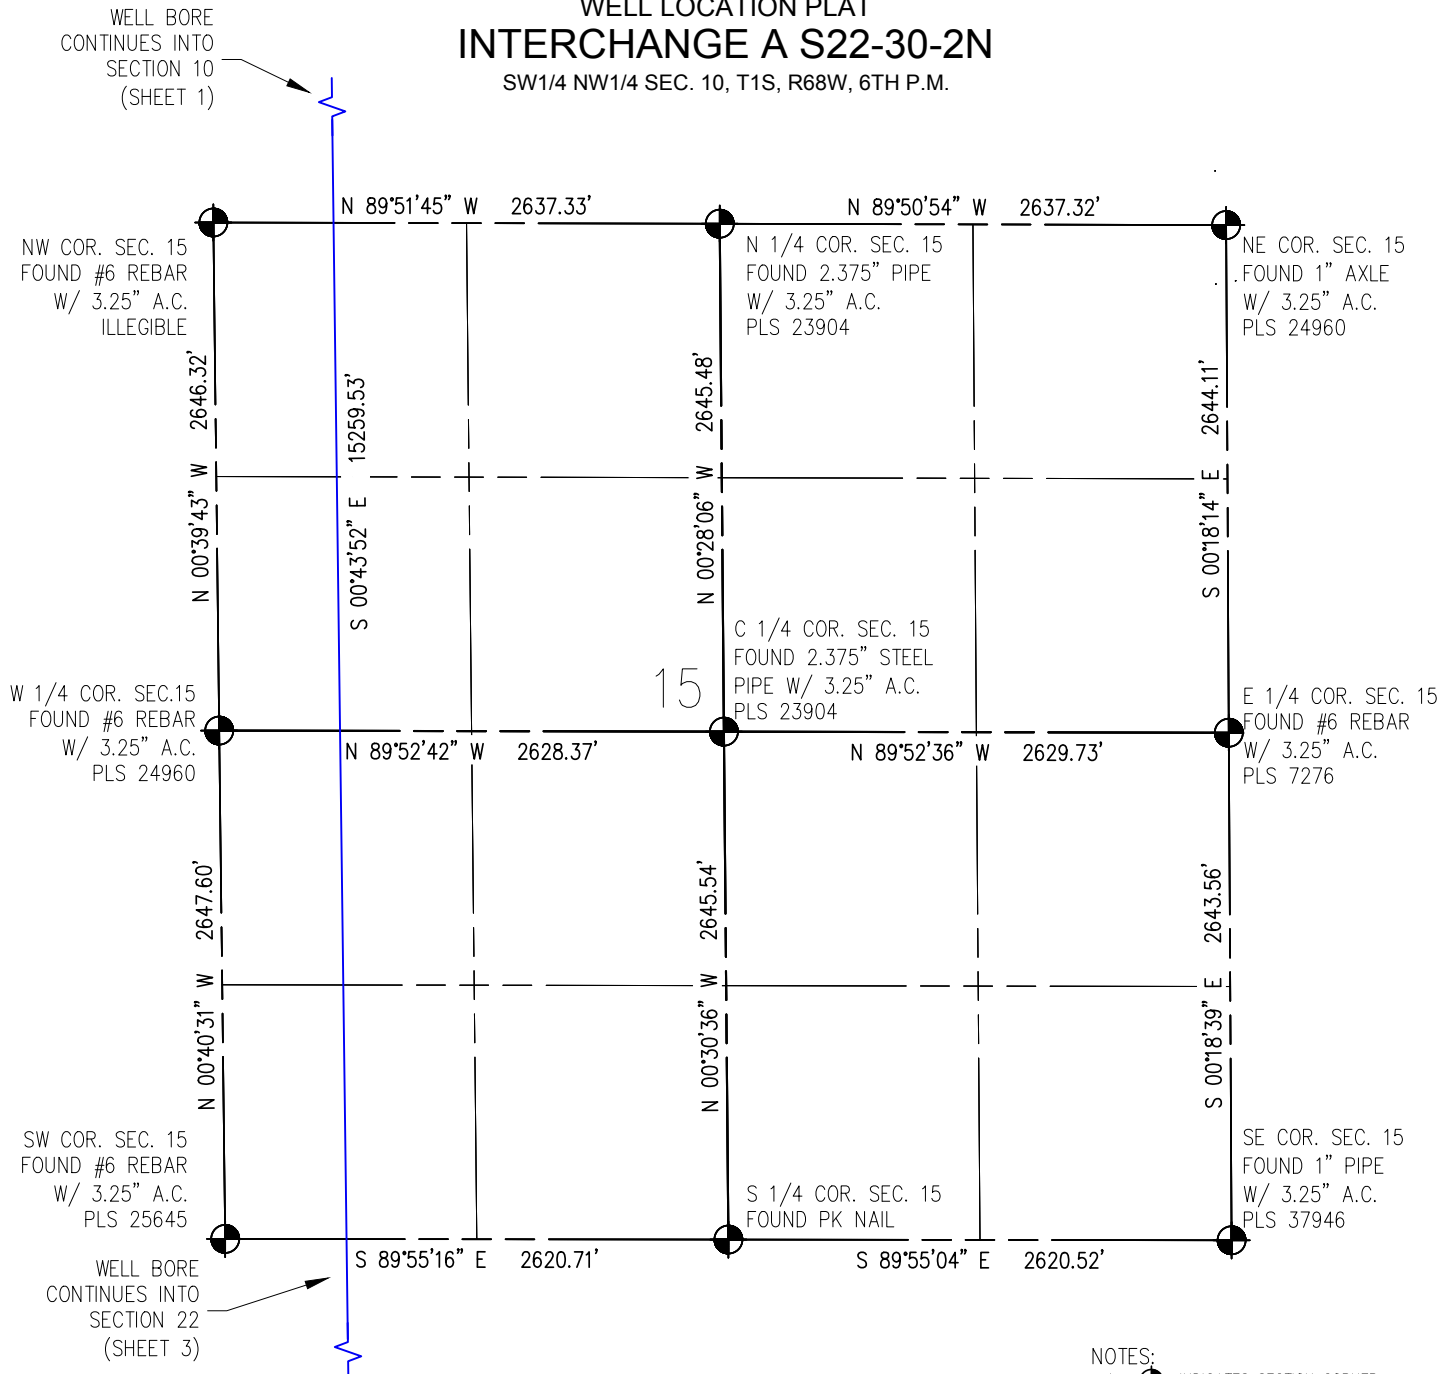 WELL LOCATION PLAT
INTERCHANGE A S22-30-2N
SW1/4 NW1/4 SEC. 10, T1S, R68W, 6TH P.M.
WELL BORE
CONTINUES INTO
SECTION 10
(SHEET 1)
N 89°51'45" W 2637.33'
N 89°50'54" W 2637.32'
NW COR. SEC. 15
FOUND #6 REBAR
W/ 3.25" A.C.
ILLEGIBLE
N 1/4 COR. SEC. 15
FOUND 2.375" PIPE
W/ 3.25" A.C.
PLS 23904
NE COR. SEC. 15
FOUND 1" AXLE
W/ 3.25" A.C.
PLS 24960
N 00°39'43" W 2646.32'
S 00°43'52" E 15259.53'
N 00°28'06" W 2645.48'
S 00°18'14" E 2644.11'
C 1/4 COR. SEC. 15
FOUND 2.375" STEEL
PIPE W/ 3.25" A.C.
PLS 23904
15
W 1/4 COR. SEC.15
FOUND #6 REBAR
W/ 3.25" A.C.
PLS 24960
E 1/4 COR. SEC. 15
FOUND #6 REBAR
W/ 3.25" A.C.
PLS 7276
N 89°52'42" W 2628.37'
N 89°52'36" W 2629.73'
N 00°40'31" W 2647.60'
N 00°30'36" W 2645.54'
S 00°18'39" E 2643.56'
SW COR. SEC. 15
FOUND #6 REBAR
W/ 3.25" A.C.
PLS 25645
S 1/4 COR. SEC. 15
FOUND PK NAIL
SE COR. SEC. 15
FOUND 1" PIPE
W/ 3.25" A.C.
PLS 37946
S 89°55'16" E 2620.71'
S 89°55'04" E 2620.52'
WELL BORE
CONTINUES INTO
SECTION 22
(SHEET 3)
NOTES: